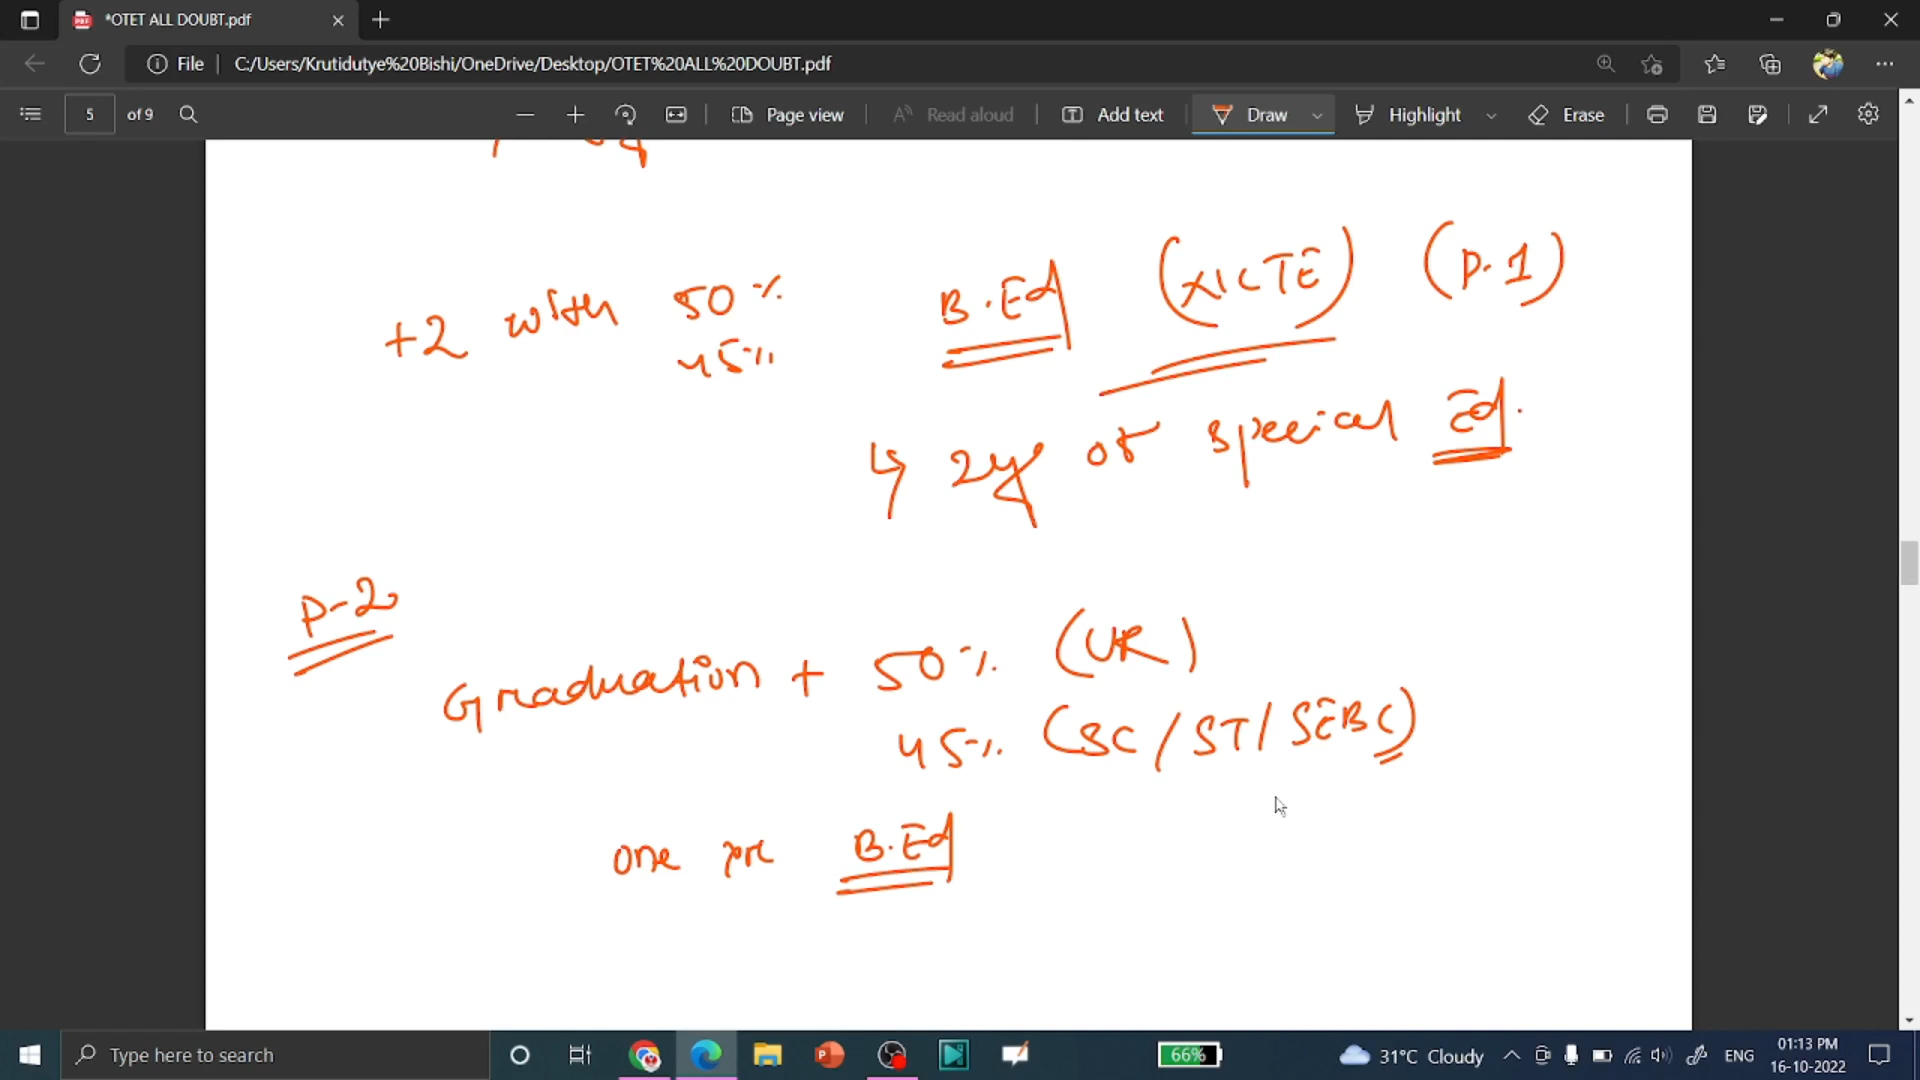 *OTET ALL DOUBT.pdf
File C:/Users/Krutidutye%20Bishi/OneDrive/Desktop/OTET%20ALL%20DOUBT.pdf
5 of 9 Page view Read aloud Add text Draw Highlight Erase
+2 with 50% B.Ed (XICTE) (P.1)
45%
↳ 2y of special Ed.
P-2
Graduation + 50% (UR)
45% (SC/ST/SEBC)
one B.Ed
Type here to search 66% 31°C Cloudy ENG 01:13 PM
16-10-2022